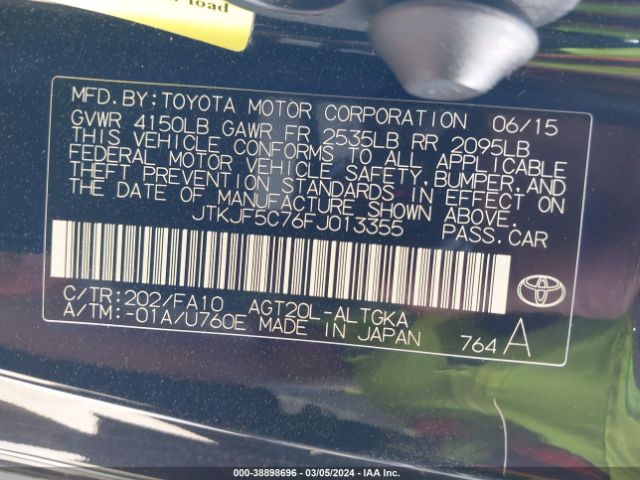 load
MFD.BY:TOYOTA MOTOR CORPORATION 06/15
GVWR 4150LB GAWR FR 2535LB RR 2095LB
THIS VEHICLE CONFORMS TO ALL APPLICABLE
FEDERAL MOTOR VEHICLE SAFETY,BUMPER,AND
THEFT PREVENTION STANDARDS IN EFFECT ON
THE DATE OF MANUFACTURE SHOWN ABOVE.
JTKJF5C76FJ013355 PASS.CAR
C/TR:202/FA10 AGT20L-ALTGKA
A/TM:-01A/U760E MADE IN JAPAN 764 A
TOYOTA
000-38898696 - 03/05/2024 - IAA Inc.